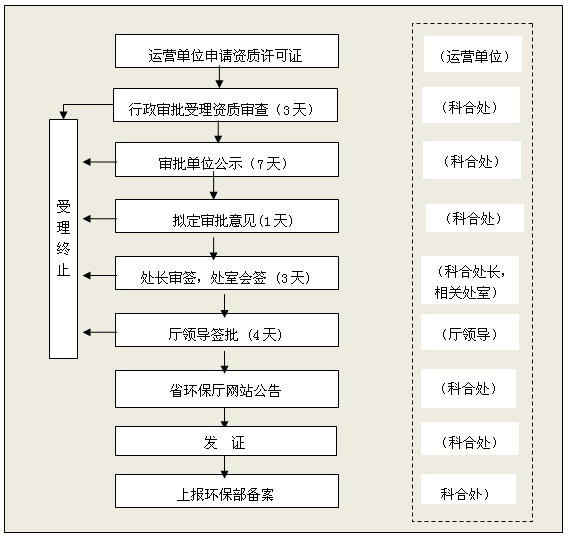 运营单位申请资质许可证
（运营单位）
行政审批受理资质审查（3天）
（科合处）
审批单位公示（7天）
（科合处）
受理终止
拟定审批意见(1天）
（科合处）
处长审签，处室会签（3天）
（科合处长，
相关处室）
厅领导签批（4天）
（厅领导）
省环保厅网站公告
（科合处）
发 证
（科合处）
上报环保部备案
科合处）